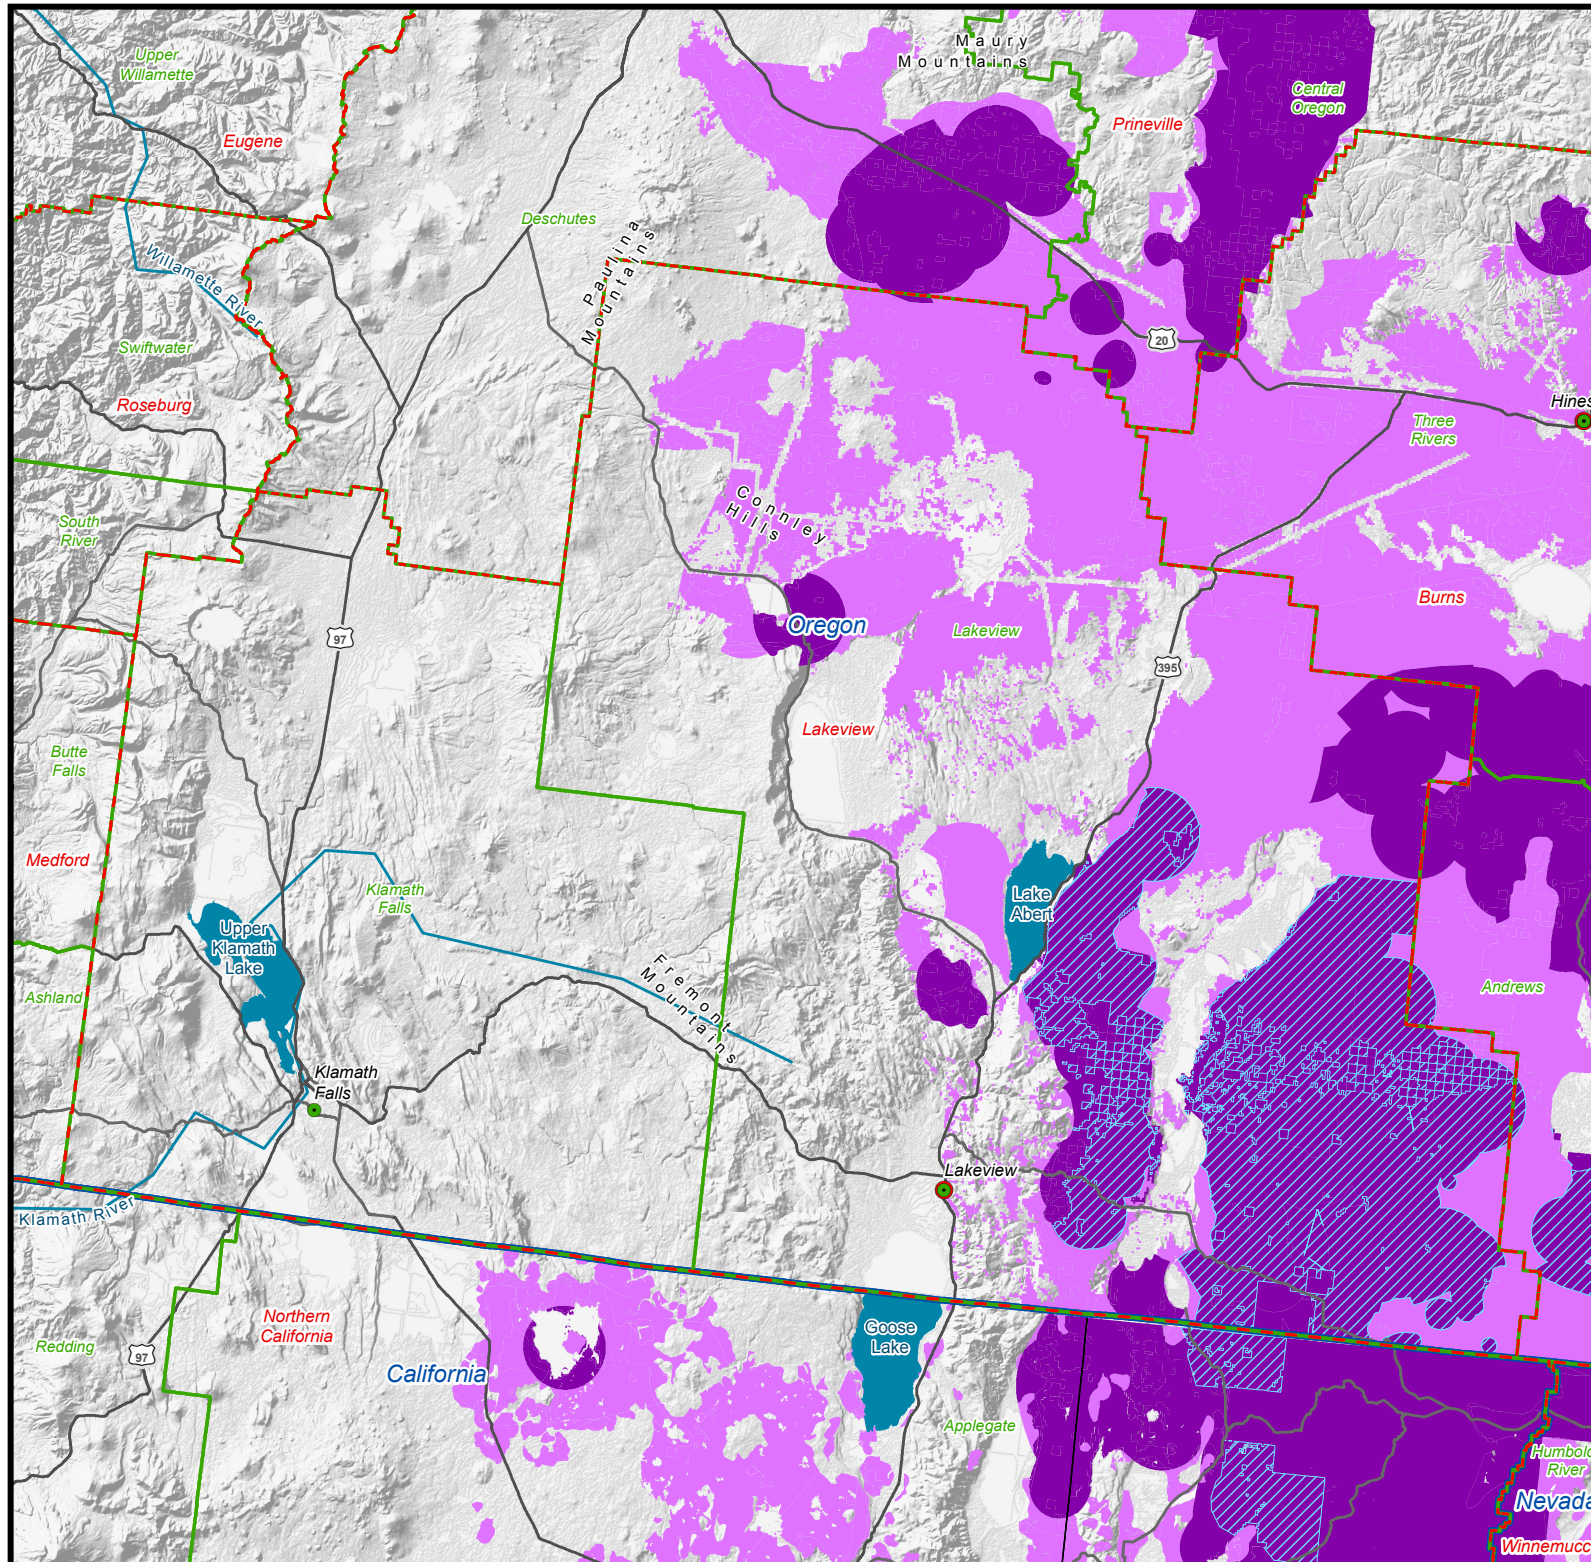 Maury
Mountains
Upper
Willamette
Central
Oregon
Eugene
Prineville
Deschutes
Paulina
Mountains
Willamette River
Swiftwater
20
Roseburg
Hines
Three
Rivers
Connley
Hills
South
River
Burns
Oregon
Lakeview
97
395
Lakeview
Butte
Falls
Medford
Klamath
Falls
Lake
Abert
Upper
Klamath
Lake
Fremont
Mountains
Andrews
Ashland
Klamath
Falls
Lakeview
Klamath River
Northern
California
Goose
Lake
Redding
97
California
Applegate
Humbold
River
Nevada
Winnemucc